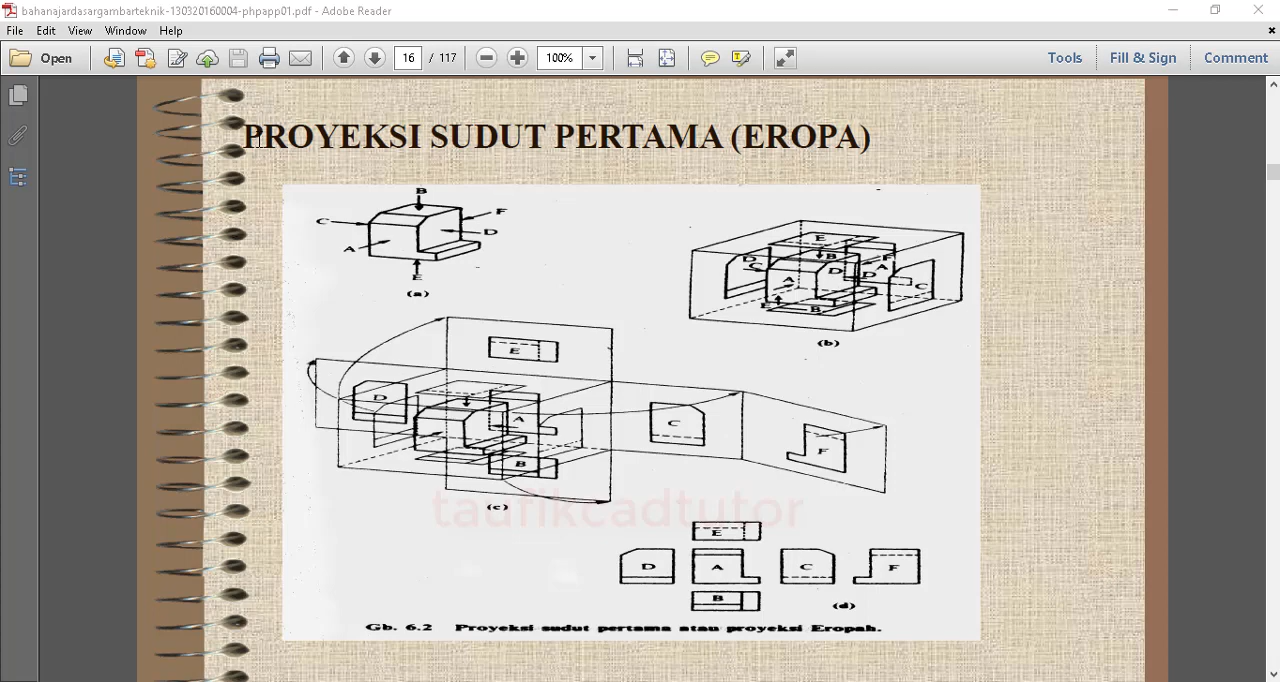 bahanajardasargambarteknik-130320160004-phpapp01.pdf - Adobe Reader
File Edit View Window Help
Open 16 / 117 100% Tools Fill & Sign Comment
PROYEKSI SUDUT PERTAMA (EROPA)
B
C F
D
A
E
(a)
E
D B F
C A
D D C
A
E B
(b)
E
D
A C
B F
(c)
taufikcadtutor
E
D A C F
B (d)
Gb. 6.2 Proyeksi sudut pertama atau proyeksi Eropah.